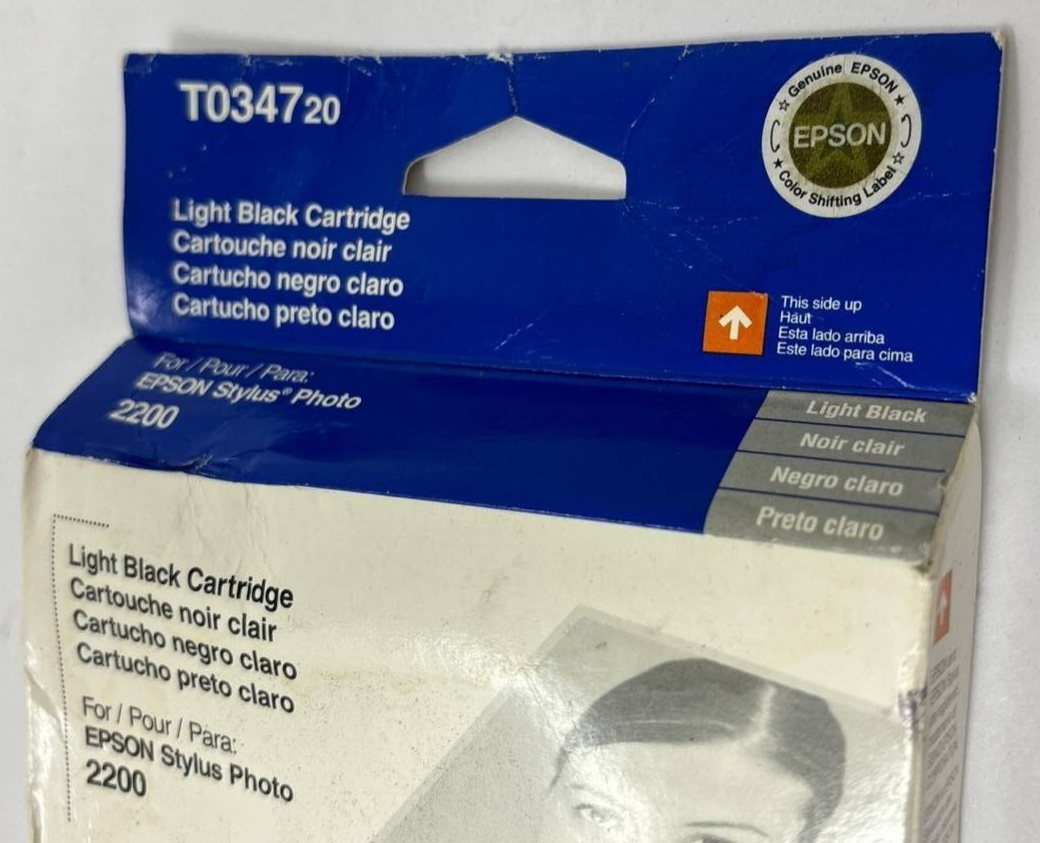 T034720
Genuine EPSON
EPSON
Color Shifting Label
Light Black Cartridge
Cartouche noir clair
Cartucho negro claro
Cartucho preto claro
This side up
Haut
Esta lado arriba
Este lado para cima
For / Pour / Para:
EPSON Stylus® Photo
2200
Light Black
Noir clair
Negro claro
Preto claro
Light Black Cartridge
Cartouche noir clair
Cartucho negro claro
Cartucho preto claro
For / Pour / Para:
EPSON Stylus Photo
2200